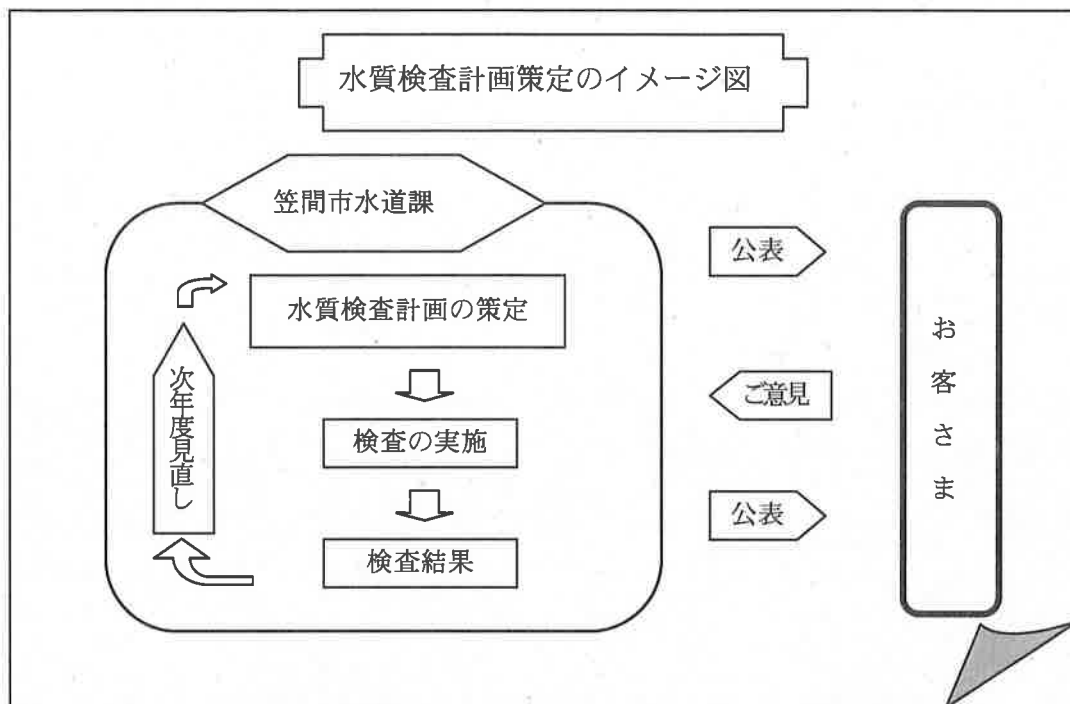 水質検査計画策定のイメージ図
笠間市水道課
水質検査計画の策定
検査の実施
検査結果
次年度見直し
公表
ご意見
公表
お客さま